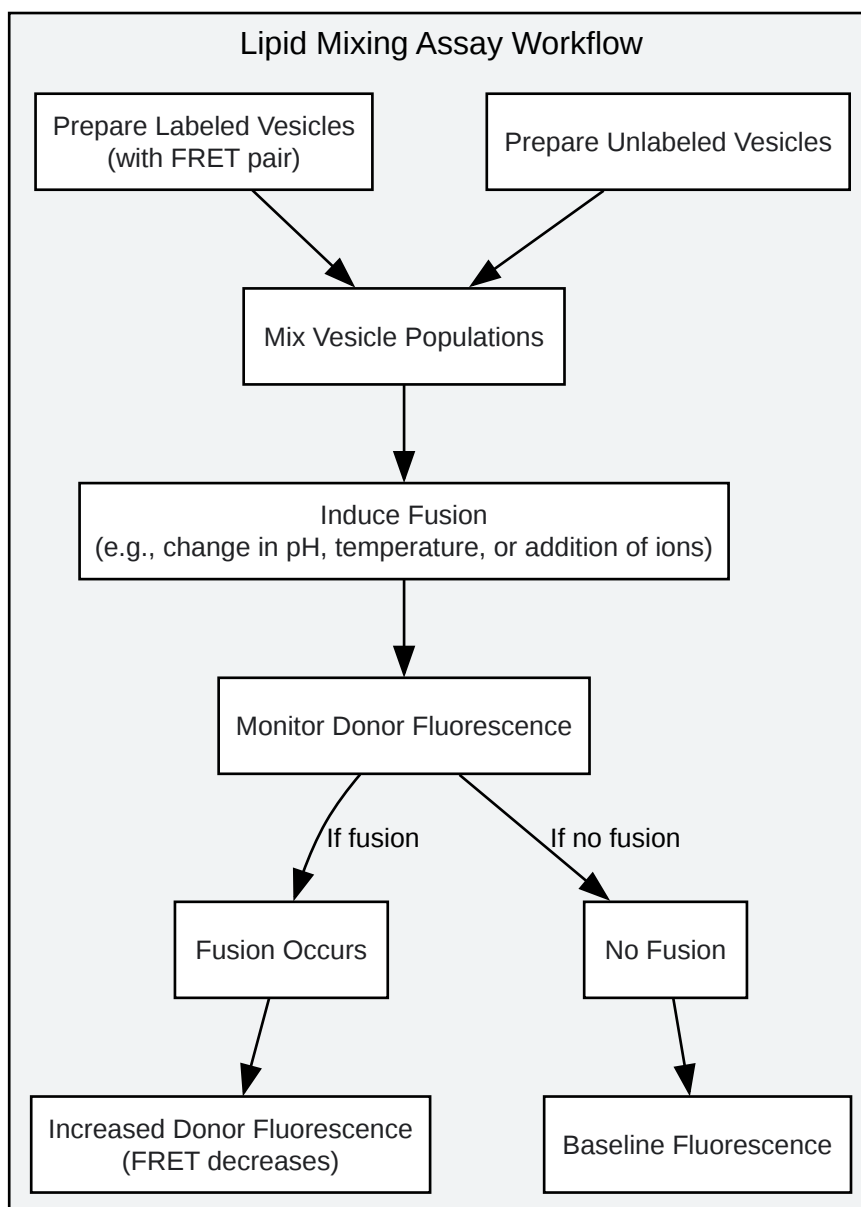 Lipid Mixing Assay Workflow
Prepare Labeled Vesicles
(with FRET pair)
Prepare Unlabeled Vesicles
Mix Vesicle Populations
Induce Fusion
(e.g., change in pH, temperature, or addition of ions)
Monitor Donor Fluorescence
If fusion
If no fusion
Fusion Occurs
No Fusion
Increased Donor Fluorescence
(FRET decreases)
Baseline Fluorescence